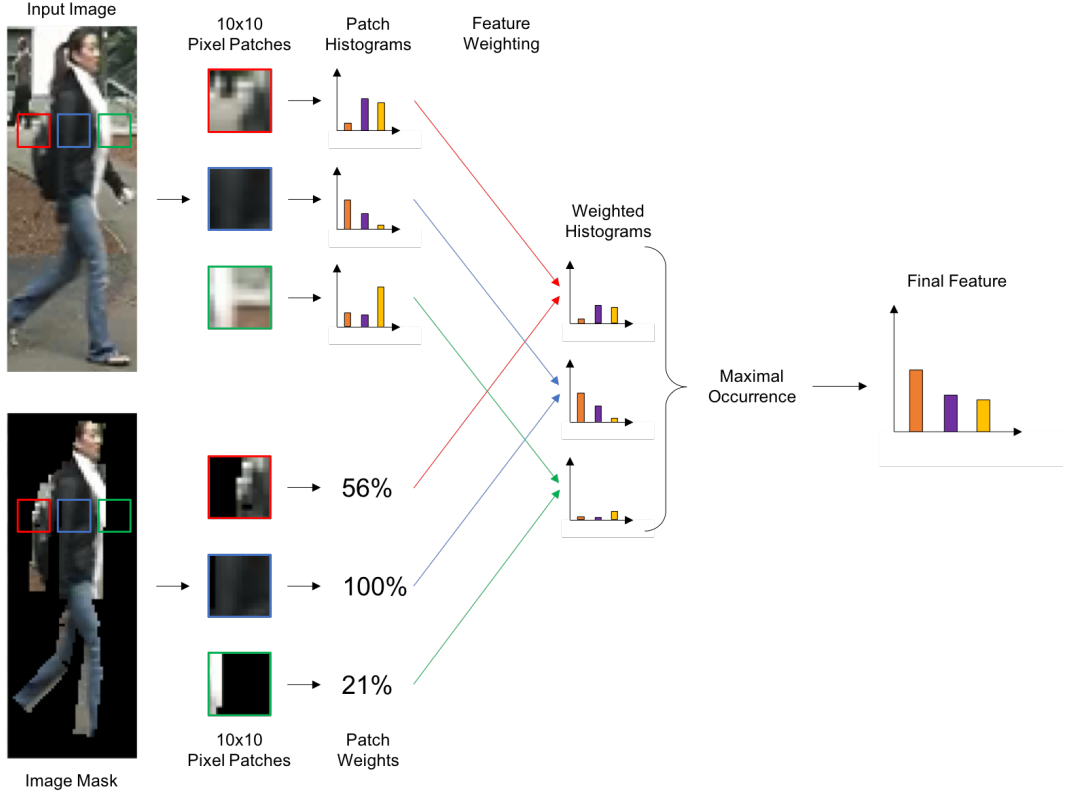 Input Image
10x10
Pixel Patches
Patch
Histograms
Feature
Weighting
Weighted
Histograms
Final Feature
Maximal
Occurrence
56%
100%
21%
10x10
Pixel Patches
Patch
Weights
Image Mask